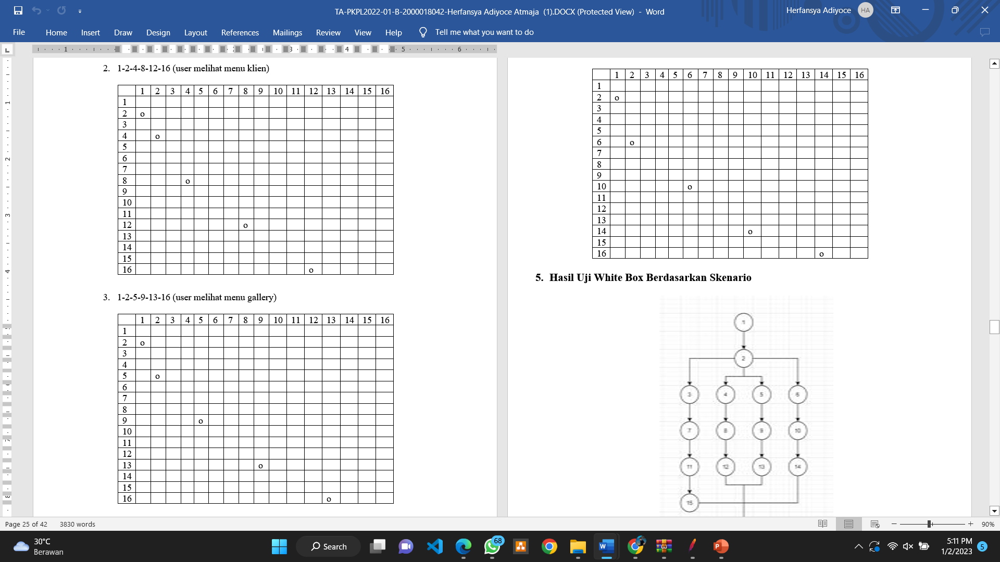 TA-PKPL2022-01-B-2000018042-Herfansya Adiyoce Atmaja (1).DOCX (Protected View) - Word
Herfansya Adiyoce HA
File Home Insert Draw Design Layout References Mailings Review View Help Tell me what you want to do
1 2 3 4 5 6
2. 1-2-4-8-12-16 (user melihat menu klien)
1 2 3 4 5 6 7 8 9 10 11 12 13 14 15 16
1
2 o
3
4 o
5
6
7
8 o
9
10
11
12 o
13
14
15
16 o
3. 1-2-5-9-13-16 (user melihat menu gallery)
1 2 3 4 5 6 7 8 9 10 11 12 13 14 15 16
1
2 o
3
4
5 o
6
7
8
9 o
10
11
12
13 o
14
15
16 o
1 2 3 4 5 6 7 8 9 10 11 12 13 14 15 16
1
2 o
3
4
5
6 o
7
8
9
10 o
11
12
13
14 o
15
16 o
5. Hasil Uji White Box Berdasarkan Skenario
1
2
3 4 5 6
7 8 9 10
11 12 13 14
15
Page 25 of 42 3830 words
90%
30°C
Berawan
Search
68
5:11 PM
1/2/2023
5